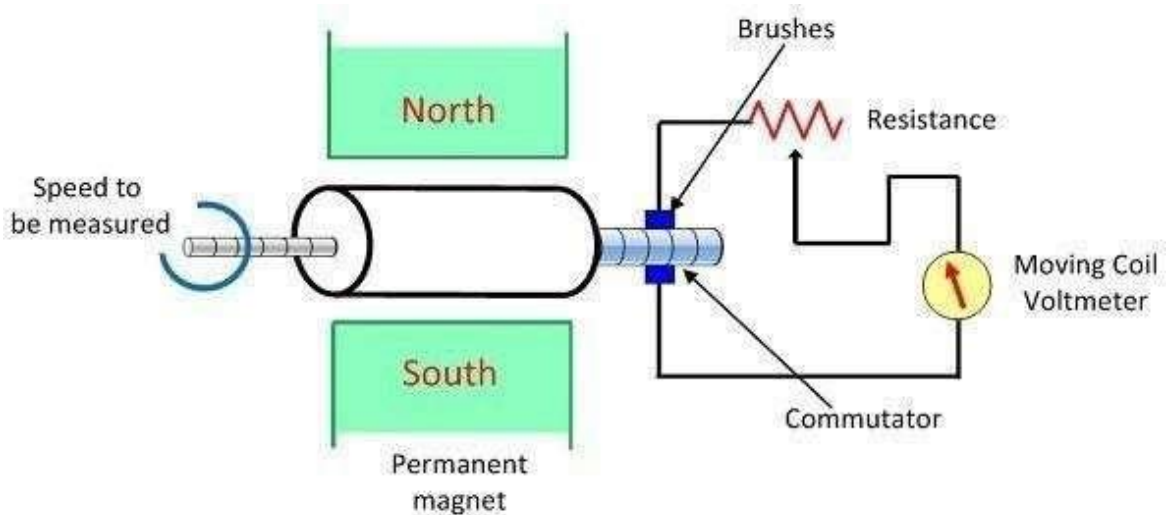 Brushes
North
Resistance
Speed to
be measured
Moving Coil
Voltmeter
South
Commutator
Permanent
magnet